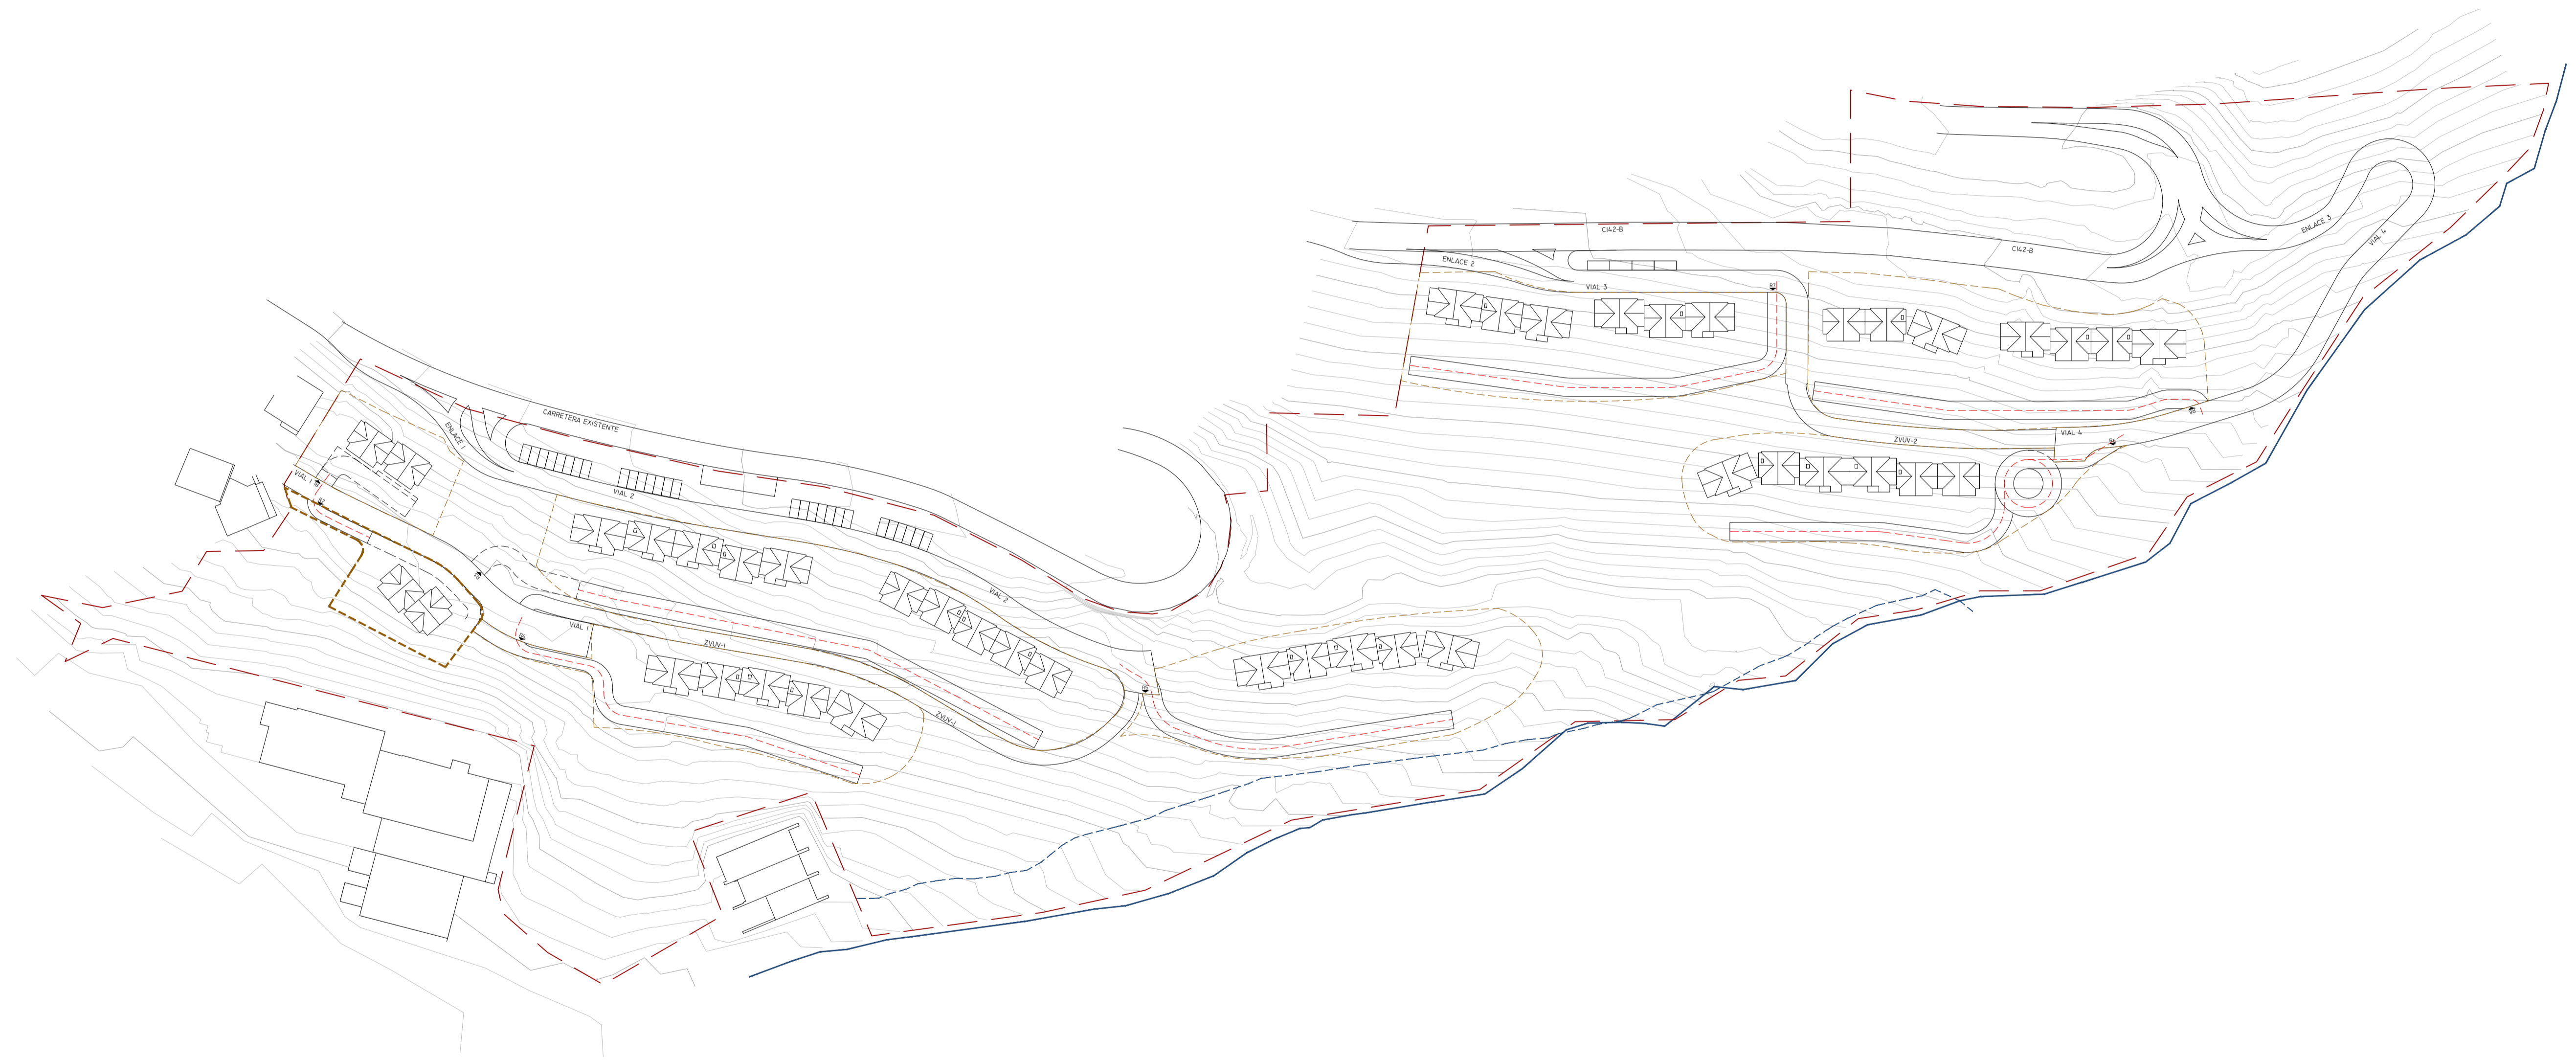 C142-B
C142-B
ENLACE 3
VIAL 4
ENLACE 2
VIAL 3
CARRETERA EXISTENTE
ENLACE 1
VIAL 4
ZVUV-2
VIAL 1
VIAL 2
VIAL 2
VIAL 1
ZVUV-1
ZVUV-1